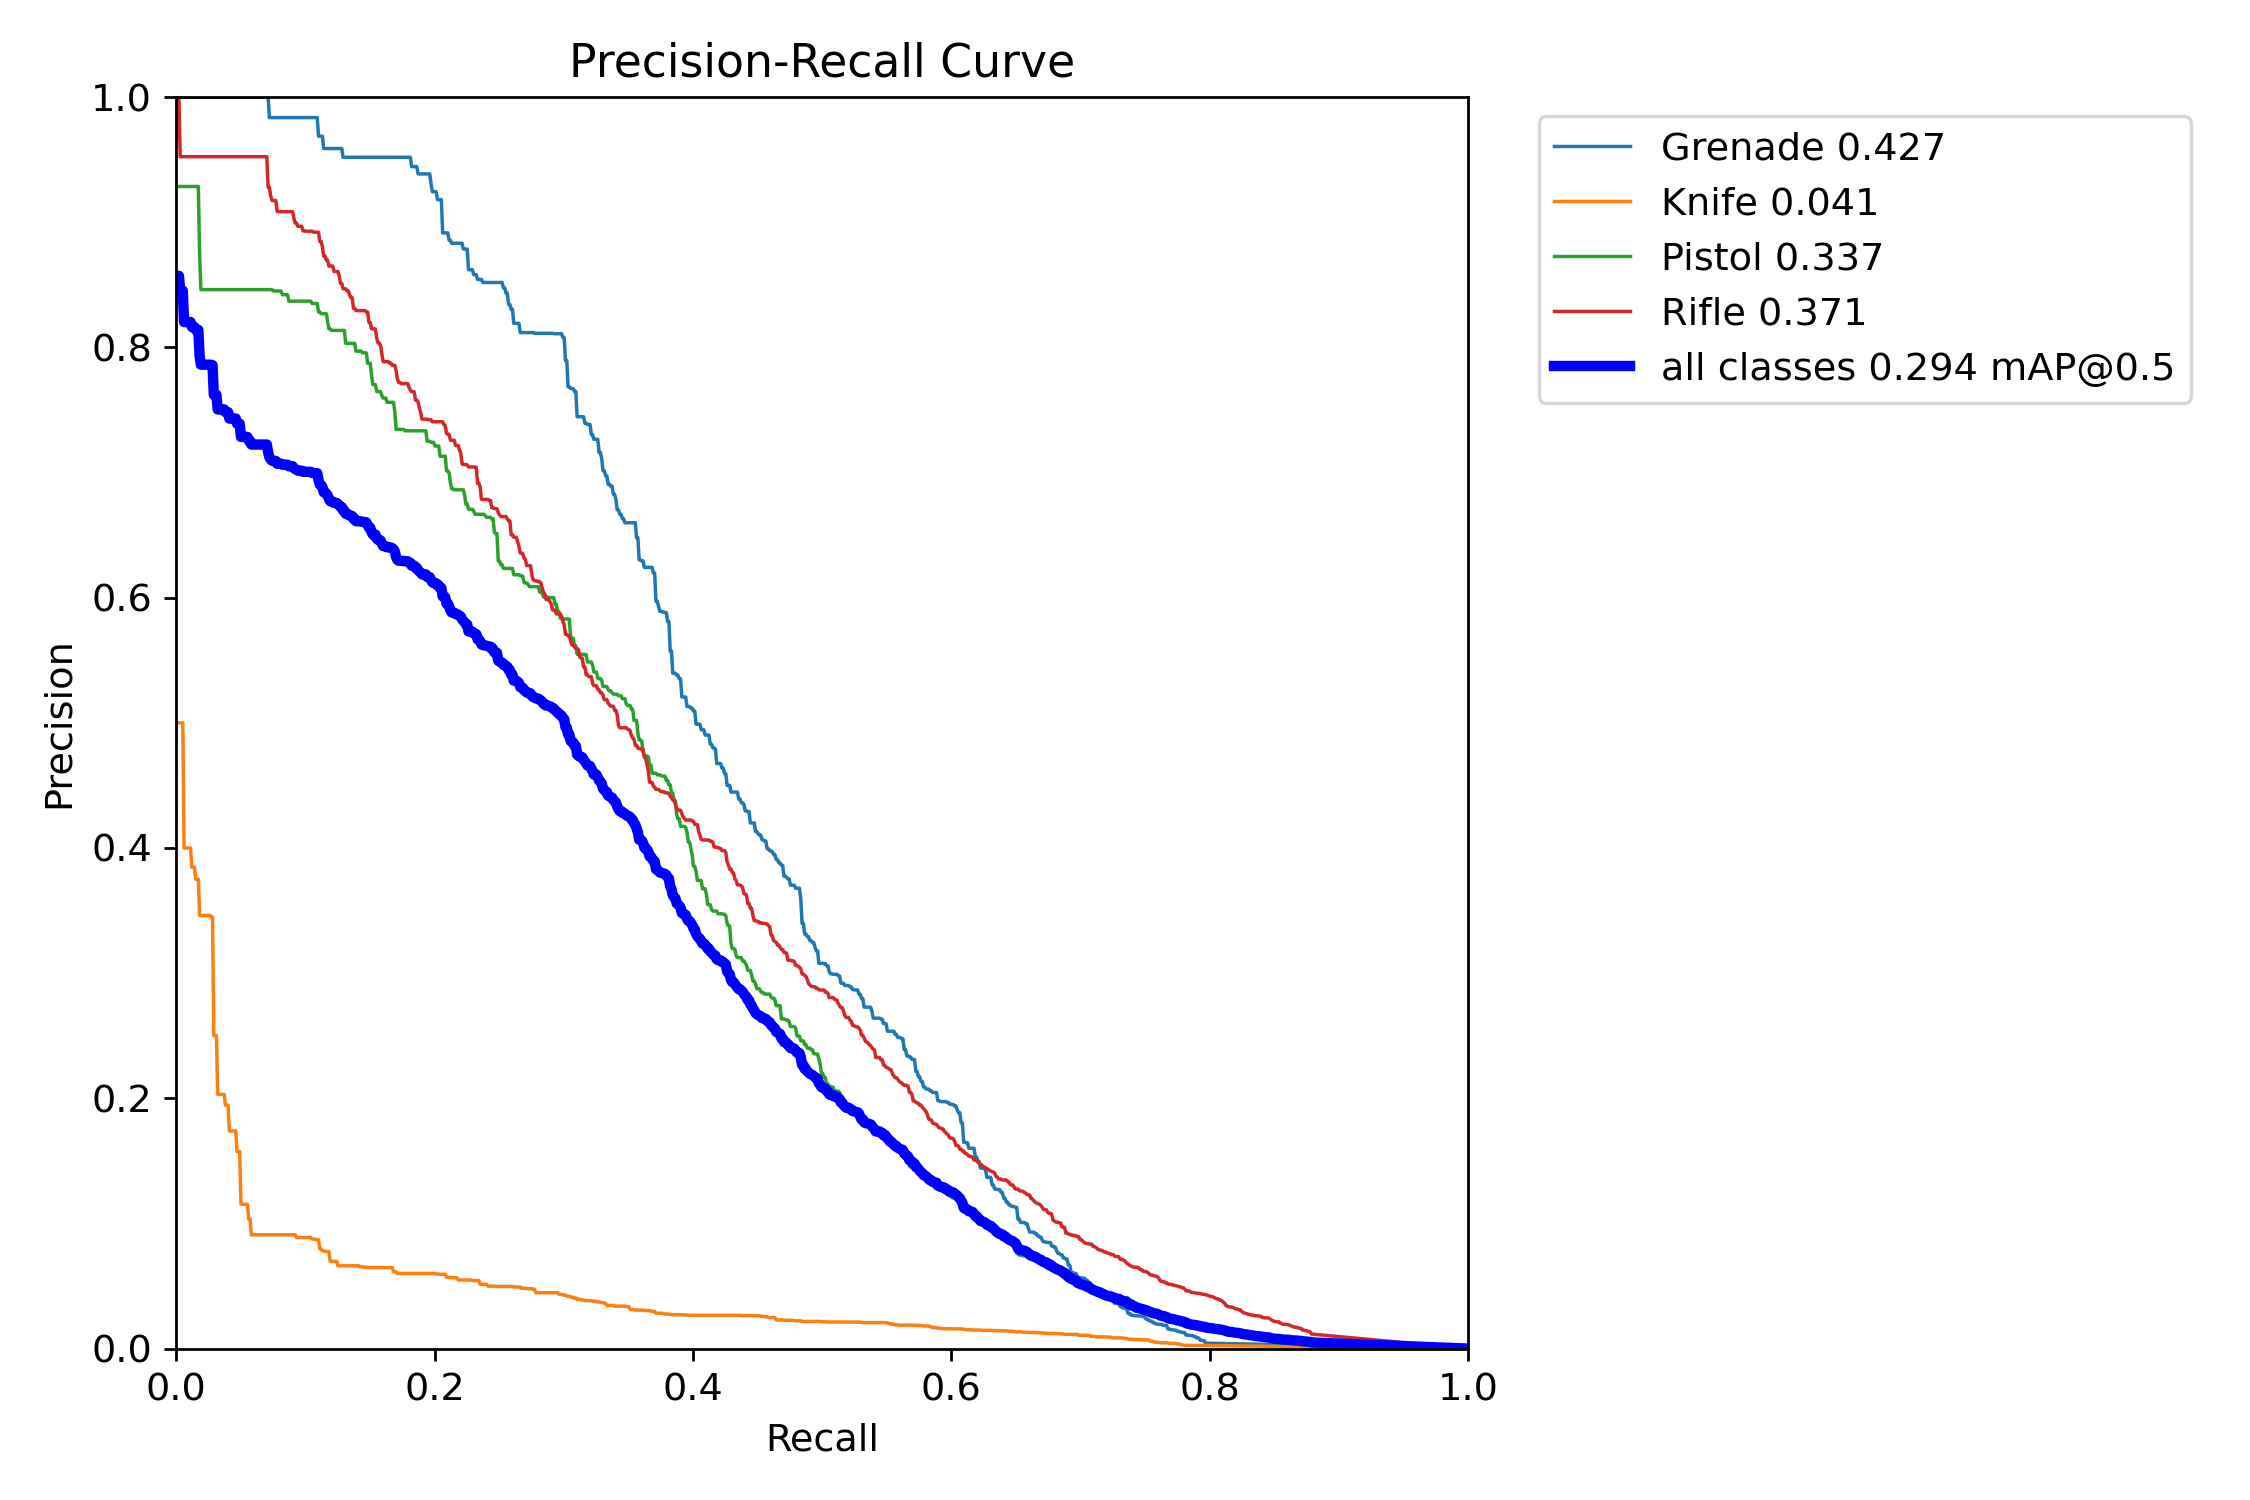 Precision-Recall Curve
1.0
0.8
0.6
0.4
0.2
0.0
Precision
0.0 0.2 0.4 0.6 0.8 1.0
Recall
Grenade 0.427
Knife 0.041
Pistol 0.337
Rifle 0.371
all classes 0.294 mAP@0.5